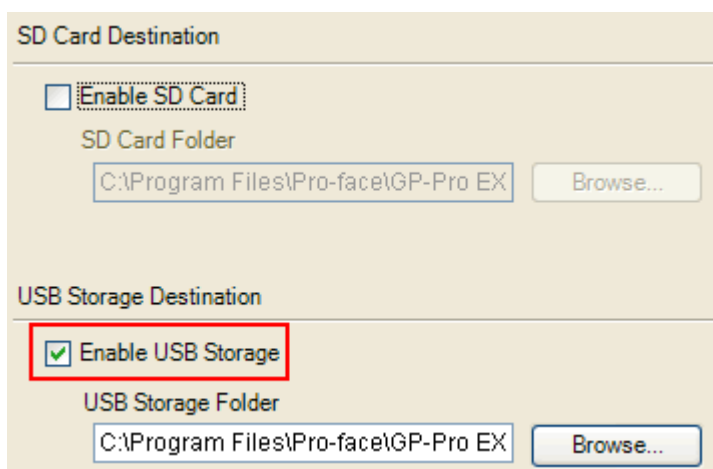 SD Card Destination
Enable SD Card
SD Card Folder
C:\Program Files\Pro-face\GP-Pro EX
Browse...
USB Storage Destination
Enable USB Storage
USB Storage Folder
C:\Program Files\Pro-face\GP-Pro EX
Browse...